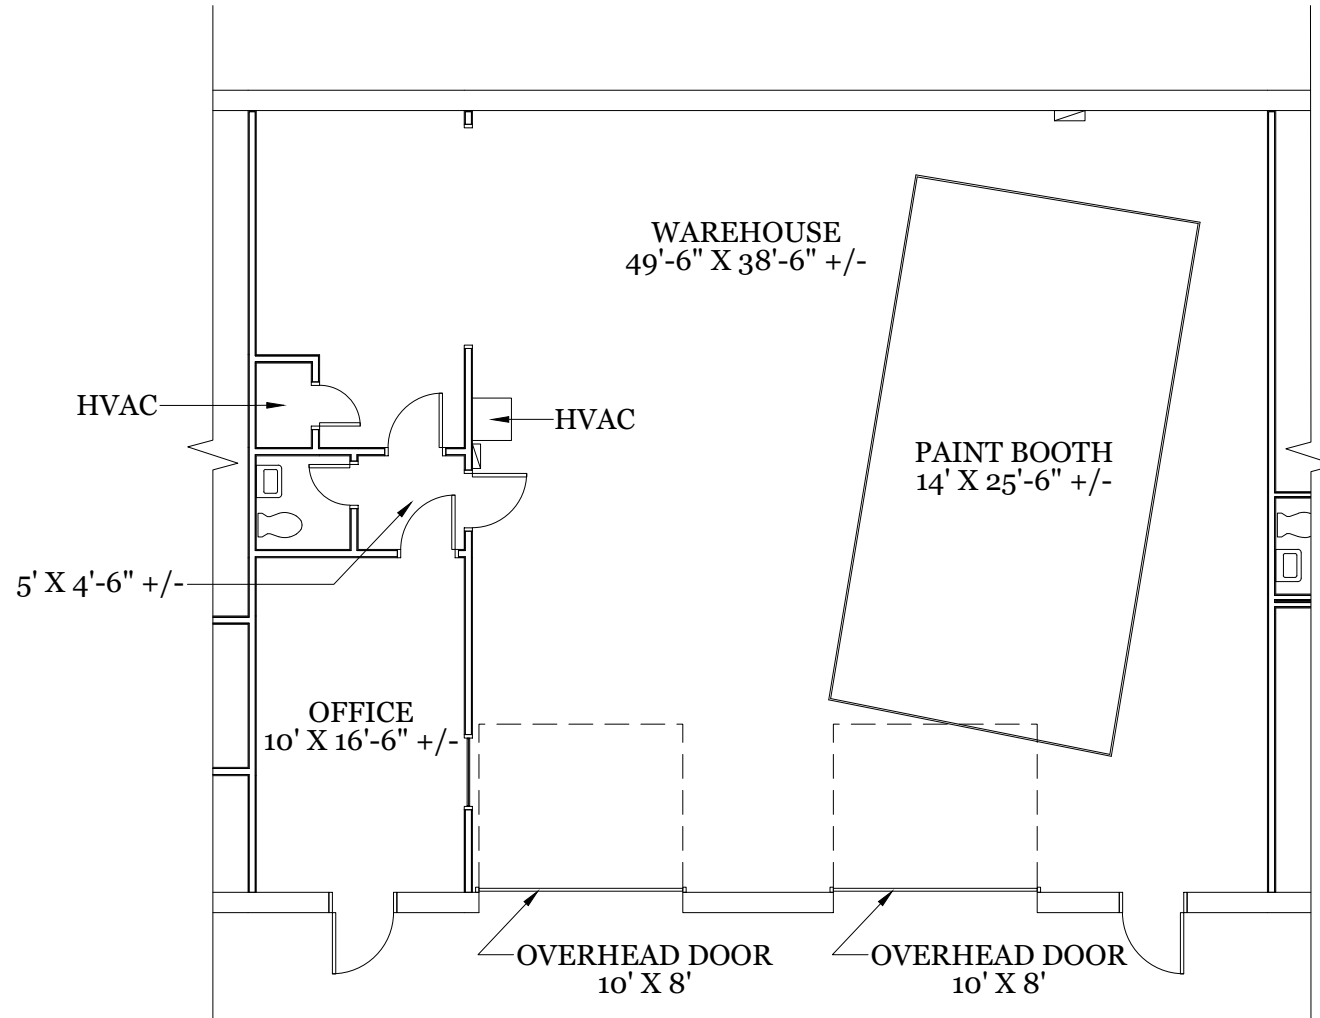 WAREHOUSE
49'-6" X 38'-6" +/-
HVAC
HVAC
PAINT BOOTH
14' X 25'-6" +/-
5' X 4'-6" +/-
OFFICE
10' X 16'-6" +/-
OVERHEAD DOOR
10' X 8'
OVERHEAD DOOR
10' X 8'